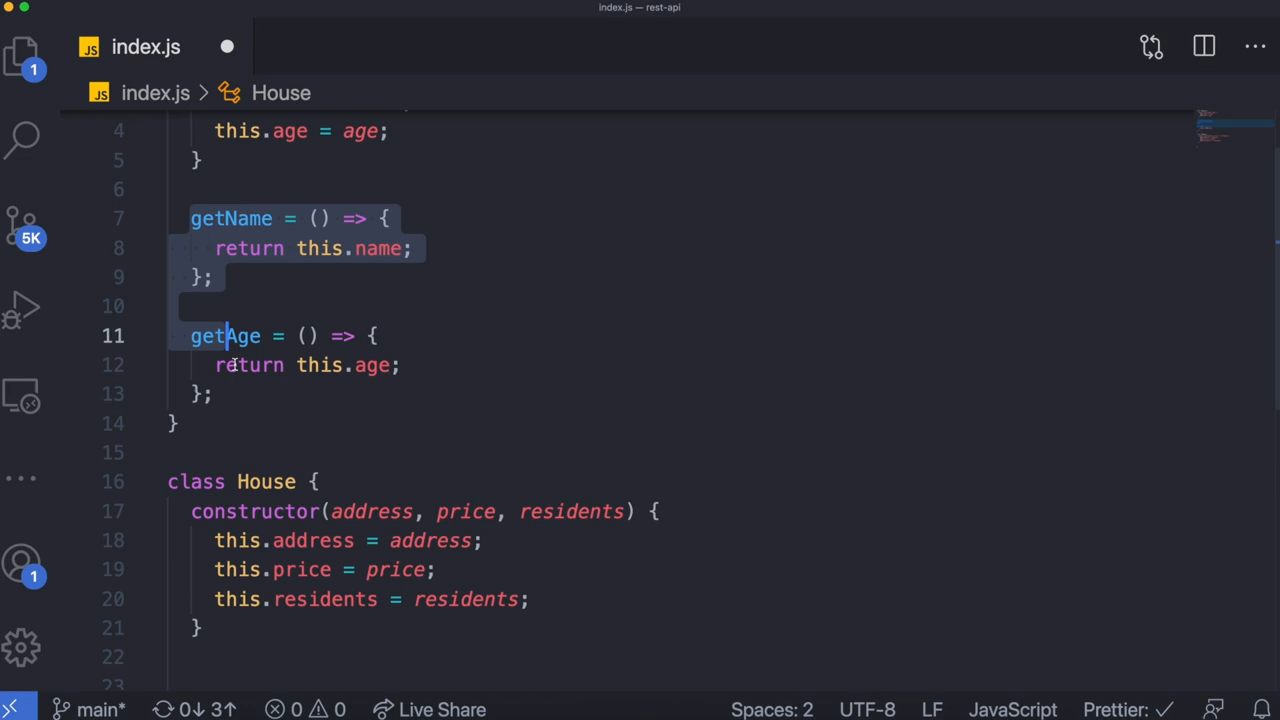 index.js — rest-api
JS index.js
JS index.js > House
1
5K
1
4 this.age = age;
5 }
6
7 getName = () => {
8 return this.name;
9 };
10
11 getAge = () => {
12 return this.age;
13 };
14 }
15
16 class House {
17 constructor(address, price, residents) {
18 this.address = address;
19 this.price = price;
20 this.residents = residents;
21 }
22
23
main* 0↓ 3↑ 0 0 Live Share Spaces: 2 UTF-8 LF JavaScript Prettier: ✓